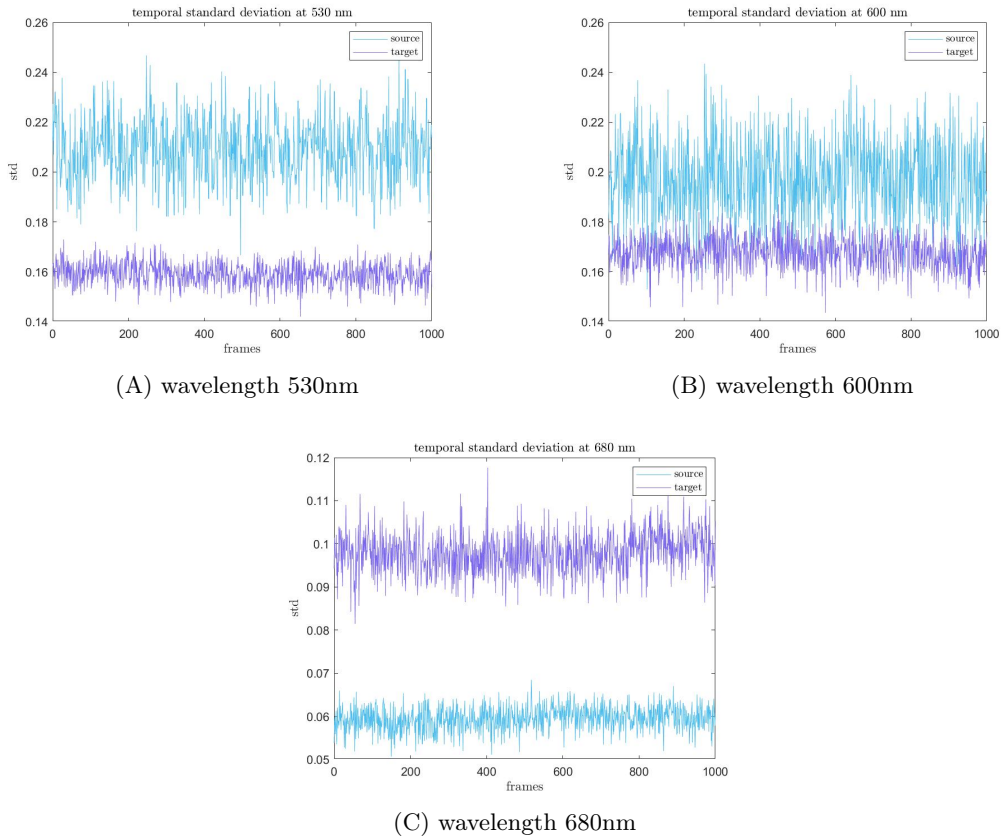 temporal standard deviation at 530 nm
0.26
0.24
0.22
0.2
0.18
0.16
0.14
std
source
target
0 200 400 600 800 1000
frames
(A) wavelength 530nm
temporal standard deviation at 600 nm
0.26
0.24
0.22
0.2
0.18
0.16
0.14
std
source
target
0 200 400 600 800 1000
frames
(B) wavelength 600nm
temporal standard deviation at 680 nm
0.12
0.11
0.1
0.09
0.08
0.07
0.06
0.05
std
source
target
0 200 400 600 800 1000
frames
(C) wavelength 680nm